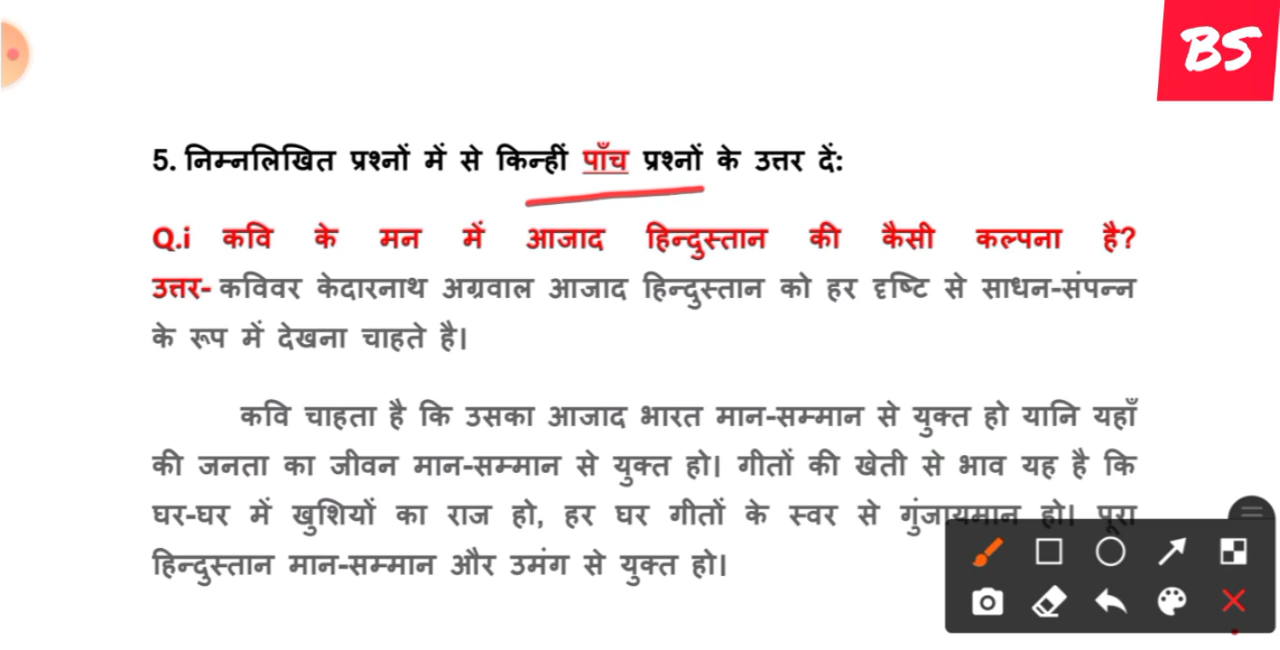 BS
5. निम्नलिखित प्रश्नों में से किन्हीं पाँच प्रश्नों के उत्तर दें:
Q.i कवि के मन में आजाद हिन्दुस्तान की कैसी कल्पना है?
उत्तर- कविवर केदारनाथ अग्रवाल आजाद हिन्दुस्तान को हर दृष्टि से साधन-संपन्न
के रूप में देखना चाहते है।
कवि चाहता है कि उसका आजाद भारत मान-सम्मान से युक्त हो यानि यहाँ
की जनता का जीवन मान-सम्मान से युक्त हो। गीतों की खेती से भाव यह है कि
घर-घर में खुशियों का राज हो, हर घर गीतों के स्वर से गुंजायमान हो। पूरा
हिन्दुस्तान मान-सम्मान और उमंग से युक्त हो।